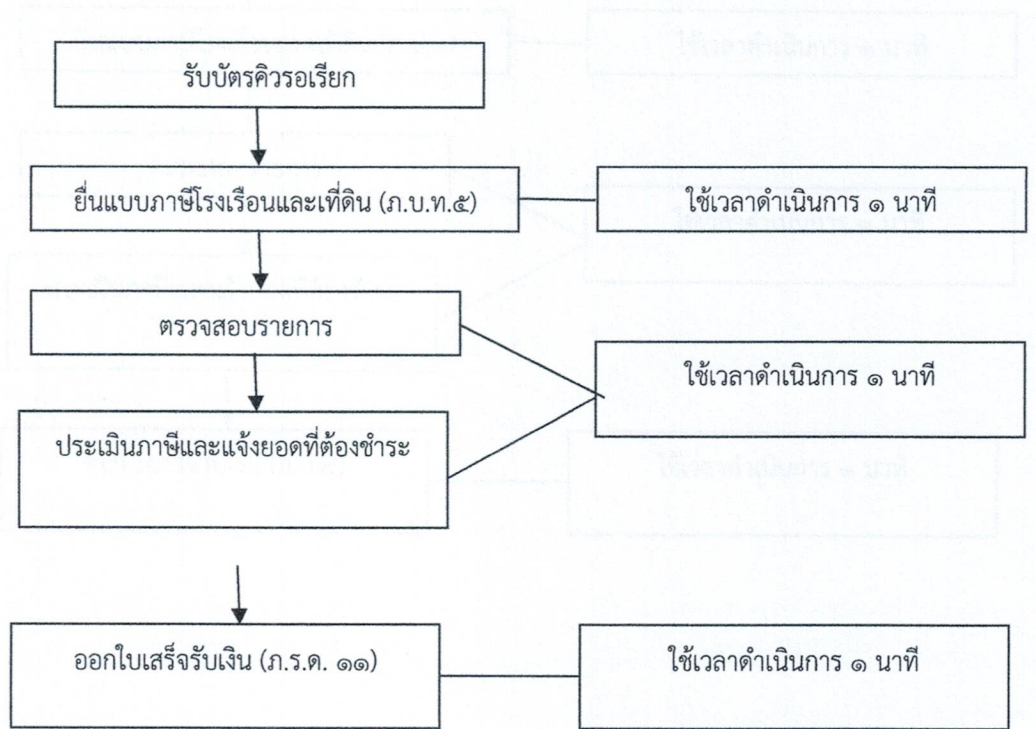 รับบัตรคิวรอเรียก
ยื่นแบบภาษีโรงเรือนและเที่ดิน (ภ.บ.ท.๕)
ใช้เวลาดำเนินการ ๑ นาที
ตรวจสอบรายการ
ใช้เวลาดำเนินการ ๑ นาที
ประเมินภาษีและแจ้งยอดที่ต้องชำระ
ออกใบเสร็จรับเงิน (ภ.ร.ด. ๑๑)
ใช้เวลาดำเนินการ ๑ นาที